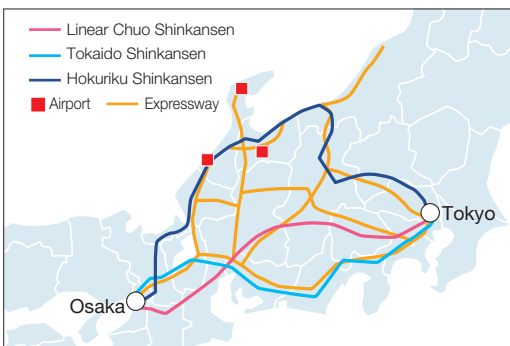 Linear Chuo Shinkansen
Tokaido Shinkansen
Hokuriku Shinkansen
Airport Expressway
Tokyo
Osaka